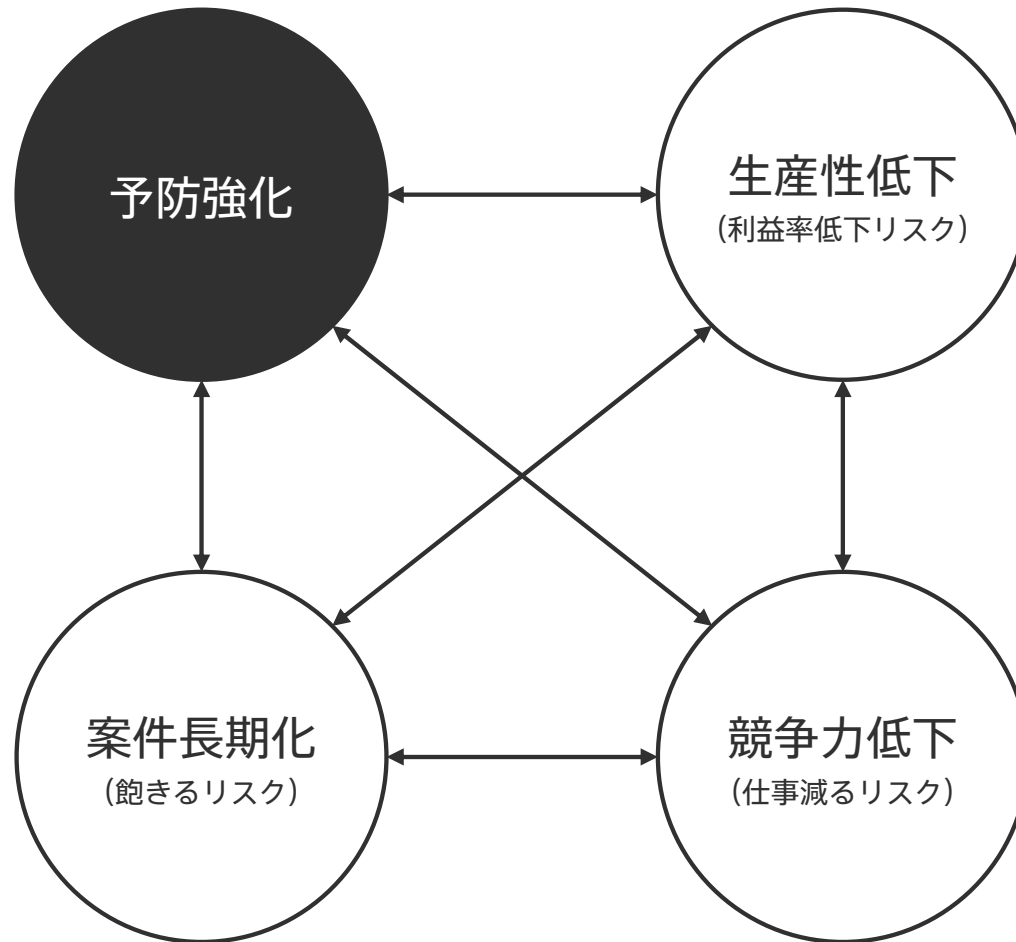 予防強化
生産性低下
（利益率低下リスク）
案件長期化
（飽きるリスク）
競争力低下
（仕事減るリスク）